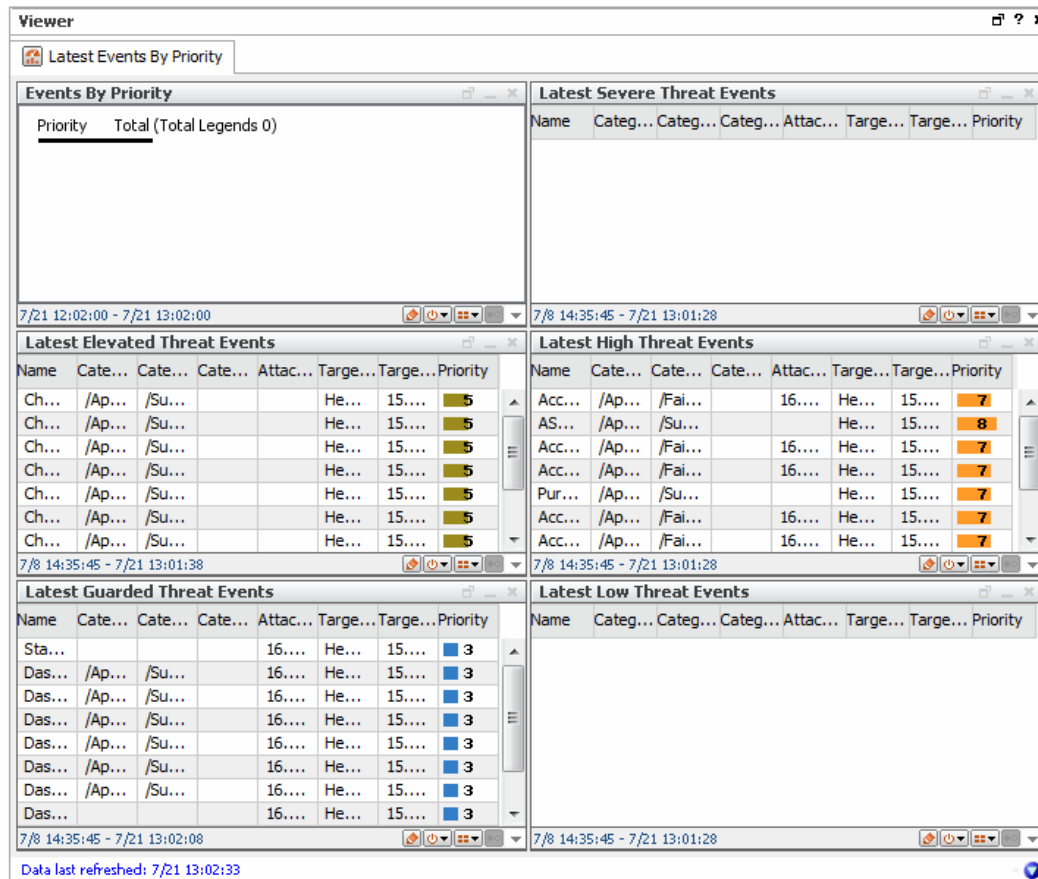 Viewer
Latest Events By Priority
Events By Priority
Priority Total (Total Legends 0)
7/21 12:02:00 - 7/21 13:02:00
Latest Severe Threat Events
Name Categ... Categ... Categ... Attac... Targe... Targe... Priority
7/8 14:35:45 - 7/21 13:01:28
Latest Elevated Threat Events
Name Cate... Cate... Cate... Attac... Targe... Targe... Priority
Ch... /Ap... /Su... He... 15.... 5
Ch... /Ap... /Su... He... 15.... 5
Ch... /Ap... /Su... He... 15.... 5
Ch... /Ap... /Su... He... 15.... 5
Ch... /Ap... /Su... He... 15.... 5
Ch... /Ap... /Su... He... 15.... 5
Ch... /Ap... /Su... He... 15.... 5
7/8 14:35:45 - 7/21 13:01:38
Latest High Threat Events
Name Cate... Cate... Cate... Attac... Targe... Targe... Priority
Acc... /Ap... /Fai... 16.... He... 15.... 7
AS... /Ap... /Su... He... 15.... 8
Acc... /Ap... /Fai... 16.... He... 15.... 7
Acc... /Ap... /Fai... 16.... He... 15.... 7
Pur... /Ap... /Su... He... 15.... 7
Acc... /Ap... /Fai... 16.... He... 15.... 7
Acc... /Ap... /Fai... 16.... He... 15.... 7
7/8 14:35:45 - 7/21 13:01:28
Latest Guarded Threat Events
Name Cate... Cate... Cate... Attac... Targe... Targe... Priority
Sta... 16.... He... 15.... 3
Das... /Ap... /Su... 16.... He... 15.... 3
Das... /Ap... /Su... 16.... He... 15.... 3
Das... /Ap... /Su... 16.... He... 15.... 3
Das... /Ap... /Su... 16.... He... 15.... 3
Das... /Ap... /Su... 16.... He... 15.... 3
Das... /Ap... /Su... 16.... He... 15.... 3
Das... 16.... He... 15.... 3
7/8 14:35:45 - 7/21 13:02:08
Latest Low Threat Events
Name Categ... Categ... Categ... Attac... Targe... Targe... Priority
7/8 14:35:45 - 7/21 13:01:28
Data last refreshed: 7/21 13:02:33